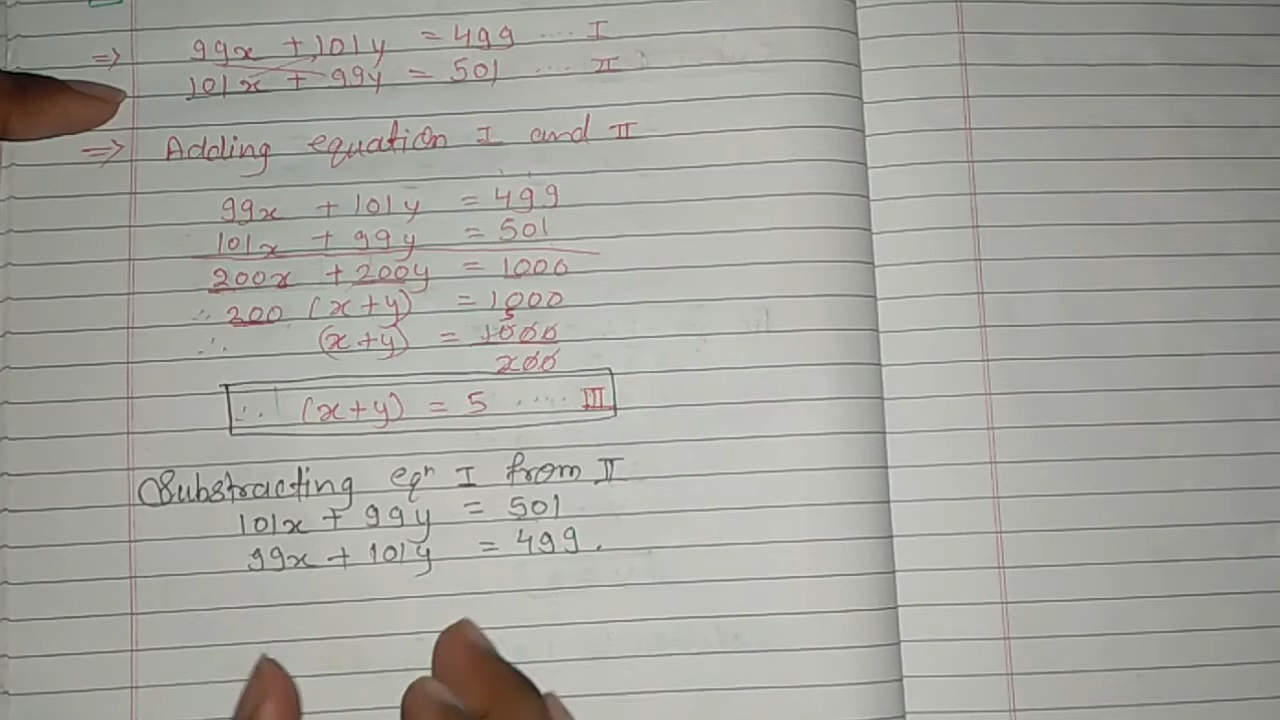 ⇒ 99x + 101y = 499 .... I
101x + 99y = 501 .... II
⇒ Adding equation I and II
99x + 101y = 499
101x + 99y = 501
200x + 200y = 1000
∴ 200 (x+y) = 1000
∴ (x+y) = 1000
5
200
∴ (x+y) = 5 ..... III
Substracting eqn I from II
101x + 99y = 501
99x + 101y = 499.